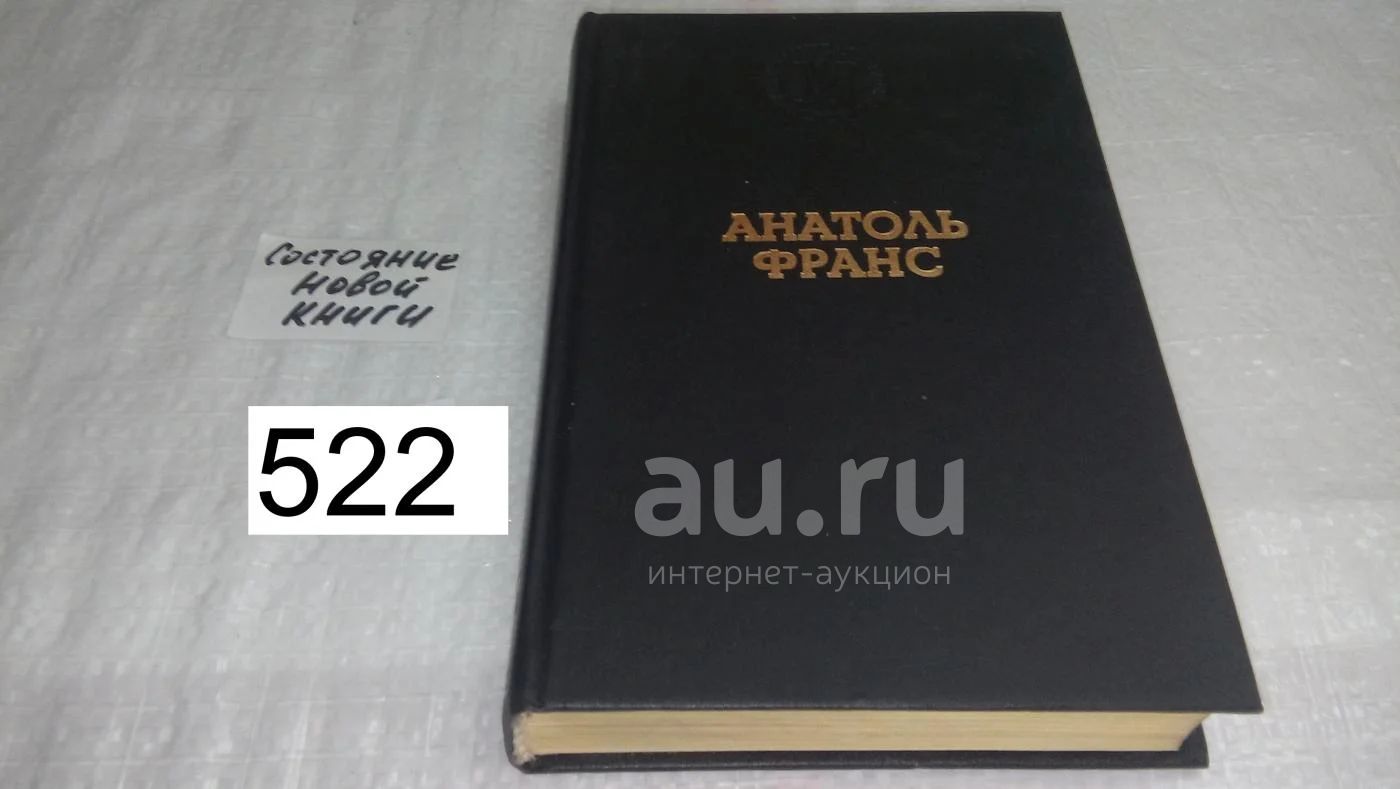 АНАТОЛЬ
ФРАНС
Состояние
новой
книги
522
au.ru
интернет-аукцион